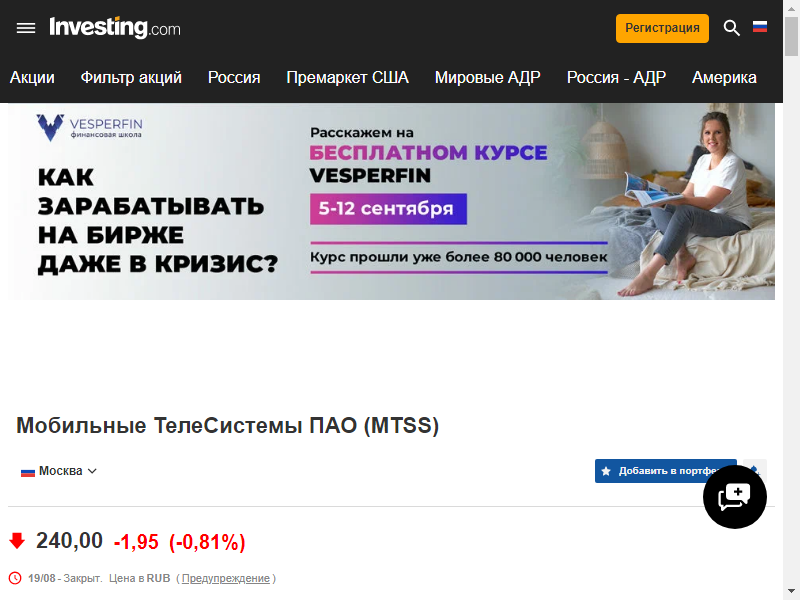 Investing.com
Регистрация
Акции Фильтр акций Россия Премаркет США Мировые АДР Россия - АДР Америка
VESPERFIN
финансовая школа
КАК
ЗАРАБАТЫВАТЬ
НА БИРЖЕ
ДАЖЕ В КРИЗИС?
Расскажем на
БЕСПЛАТНОМ КУРСЕ
VESPERFIN
5-12 сентября
Курс прошли уже более 80 000 человек
Мобильные ТелеСистемы ПАО (MTSS)
Москва
Добавить в портфе
240,00 -1,95 (-0,81%)
19/08 - Закрыт. Цена в RUB ( Предупреждение )